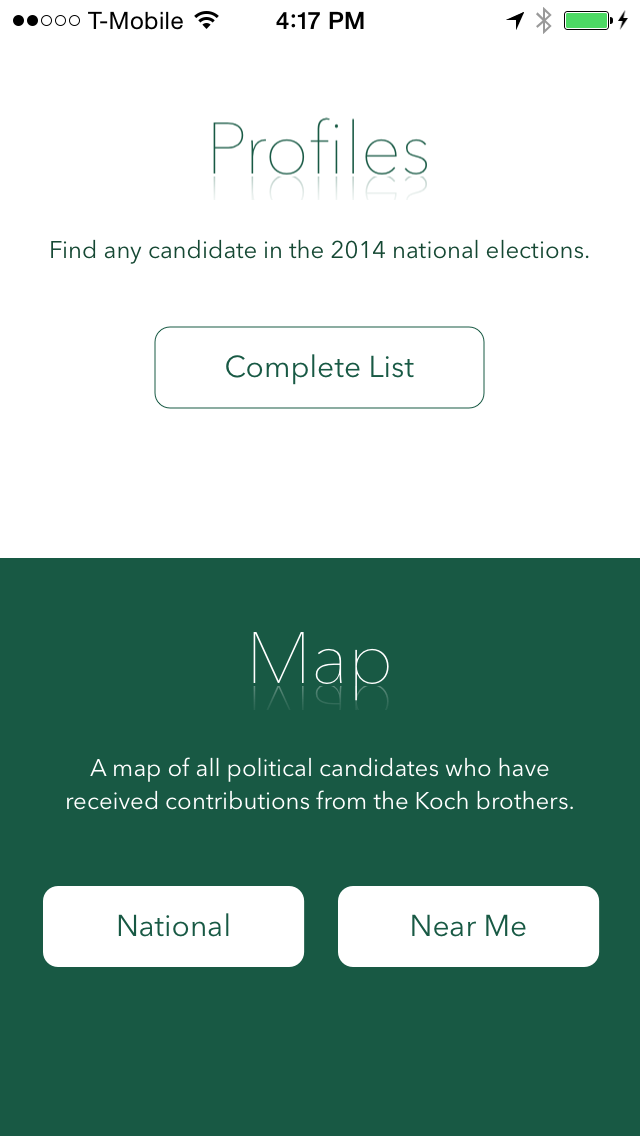 T-Mobile 4:17 PM
Profiles
Find any candidate in the 2014 national elections.
Complete List
Map
A map of all political candidates who have
received contributions from the Koch brothers.
National Near Me